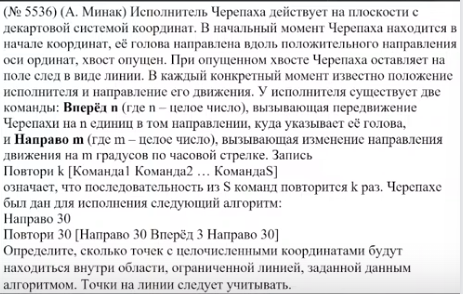 (№ 5536) (А. Минак) Исполнитель Черепаха действует на плоскости с
декартовой системой координат. В начальный момент Черепаха находится в
начале координат, её голова направлена вдоль положительного направления
оси ординат, хвост опущен. При опущенном хвосте Черепаха оставляет на
поле след в виде линии. В каждый конкретный момент известно положение
исполнителя и направление его движения. У исполнителя существует две
команды: Вперёд n (где n – целое число), вызывающая передвижение
Черепахи на n единиц в том направлении, куда указывает её голова,
и Направо m (где m – целое число), вызывающая изменение направления
движения на m градусов по часовой стрелке. Запись
Повтори k [Команда1 Команда2 … КомандаS]
означает, что последовательность из S команд повторится k раз. Черепахе
был дан для исполнения следующий алгоритм:
Направо 30
Повтори 30 [Направо 30 Вперёд 3 Направо 30]
Определите, сколько точек с целочисленными координатами будут
находиться внутри области, ограниченной линией, заданной данным
алгоритмом. Точки на линии следует учитывать.